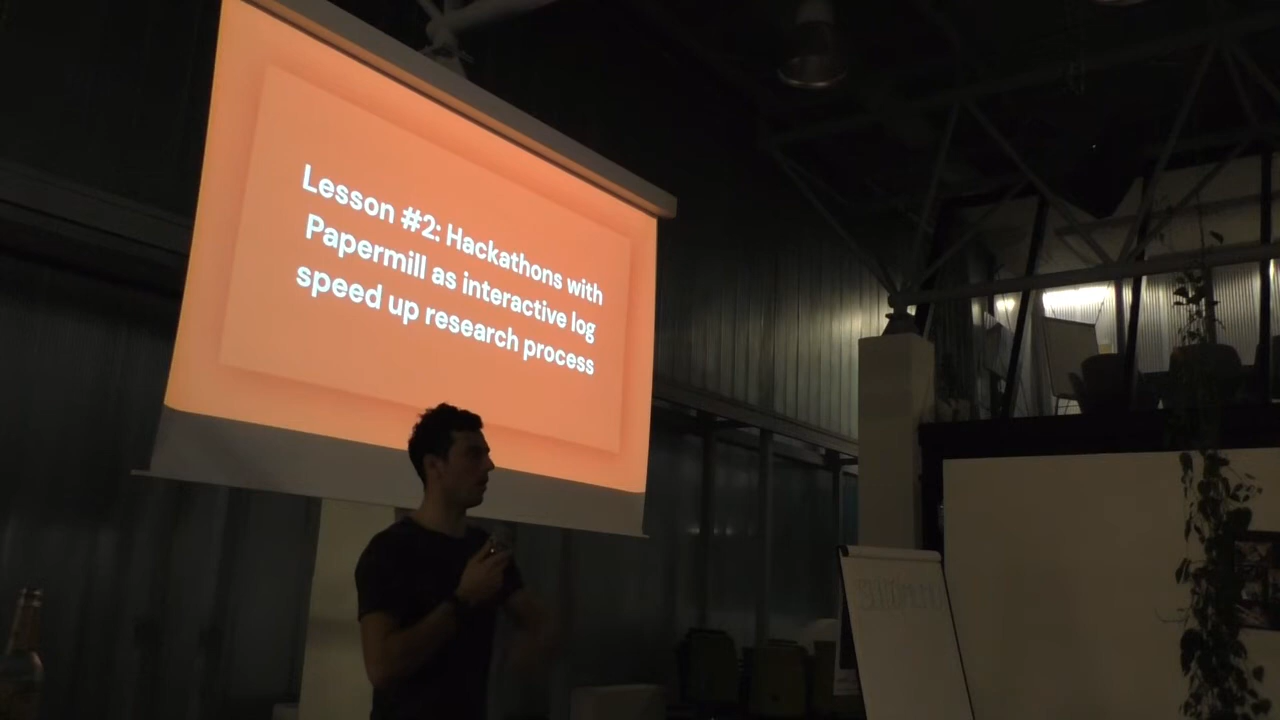 Lesson #2: Hackathons with
Papermill as interactive log
speed up research process